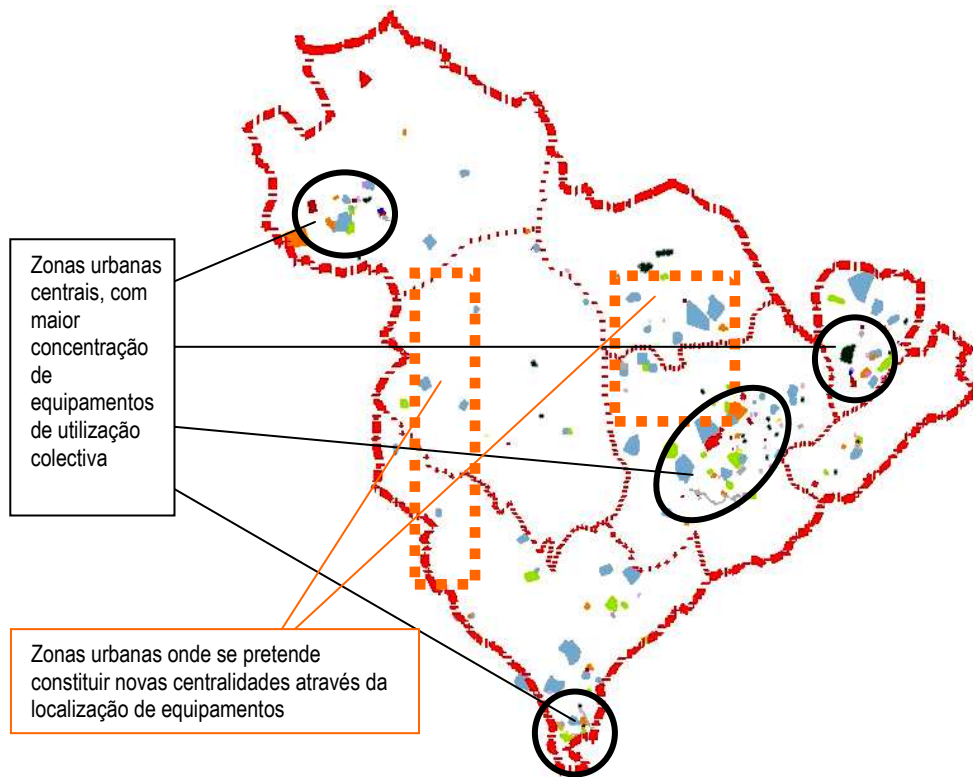 Zonas urbanas
centrais, com
maior
concentração
de
equipamentos
de utilização
colectiva
Zonas urbanas onde se pretende
constituir novas centralidades através da
localização de equipamentos